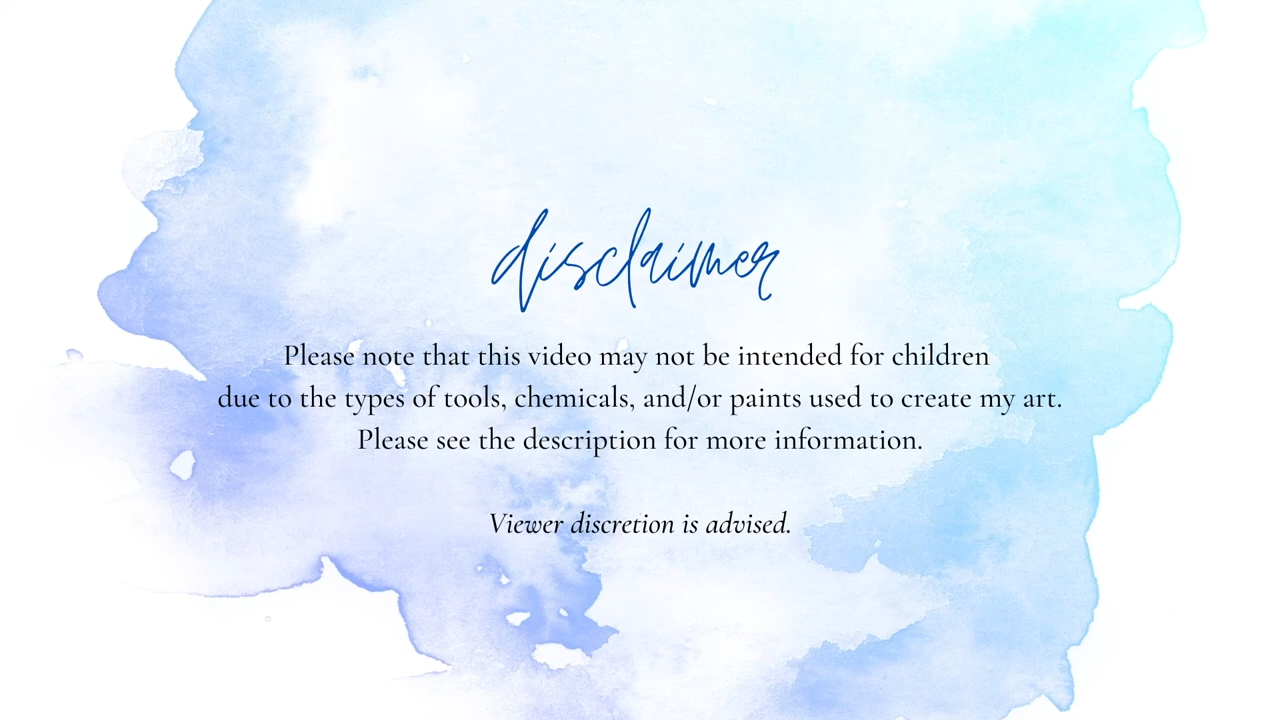 disclaimer
Please note that this video may not be intended for children
due to the types of tools, chemicals, and/or paints used to create my art.
Please see the description for more information.
Viewer discretion is advised.